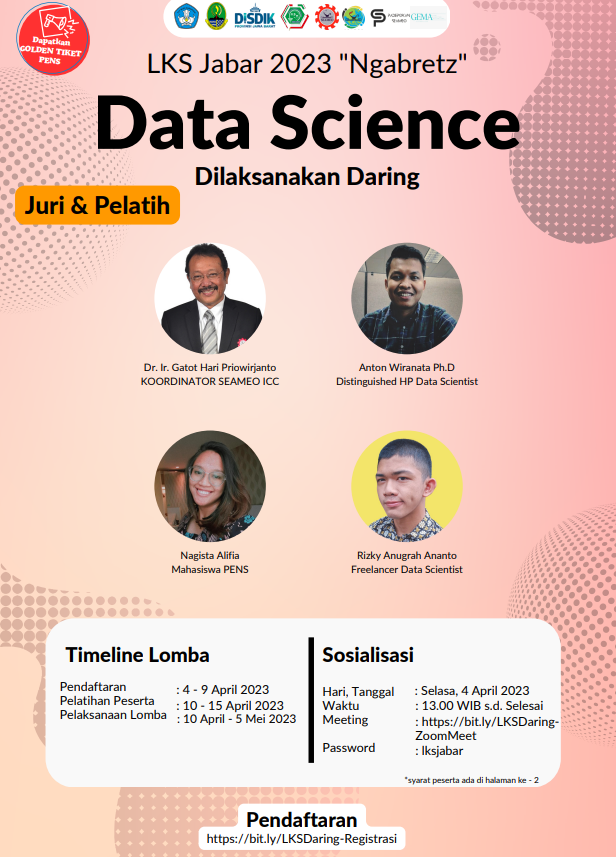 Dapatkan
GOLDEN TIKET
PENS
DISDIK
PROVINSI JAWA BARAT
GEMA
LKS Jabar 2023 "Ngabretz"
Data Science
Dilaksanakan Daring
Juri & Pelatih
Dr. Ir. Gatot Hari Priowirjanto
KOORDINATOR SEAMEO ICC
Anton Wiranata Ph.D
Distinguished HP Data Scientist
Nagista Alifia
Mahasiswa PENS
Rizky Anugrah Ananto
Freelancer Data Scientist
Timeline Lomba
Pendaftaran : 4 - 9 April 2023
Pelatihan Peserta : 10 - 15 April 2023
Pelaksanaan Lomba : 10 April - 5 Mei 2023
Sosialisasi
Hari, Tanggal : Selasa, 4 April 2023
Waktu : 13.00 WIB s.d. Selesai
Meeting : https://bit.ly/LKSDaring-
ZoomMeet
Password : lksjabar
*syarat peserta ada di halaman ke - 2
Pendaftaran
https://bit.ly/LKSDaring-Registrasi